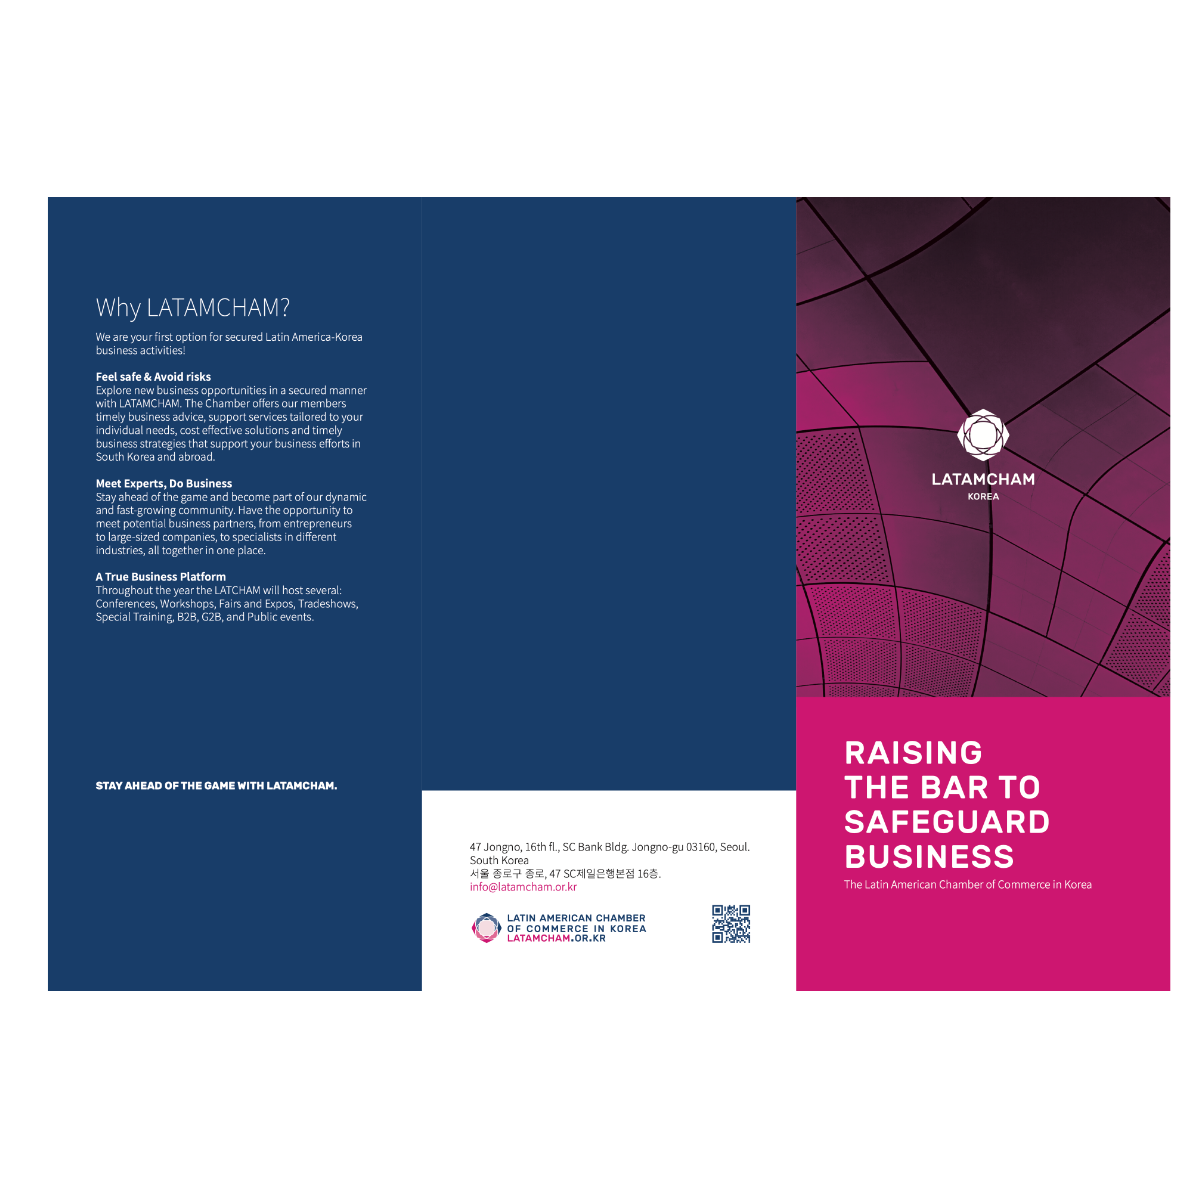 Why LATAMCHAM?
We are your first option for secured Latin America-Korea
business activities!
Feel safe & Avoid risks
Explore new business opportunities in a secured manner
with LATAMCHAM. The Chamber offers our members
timely business advice, support services tailored to your
individual needs, cost effective solutions and timely
business strategies that support your business efforts in
South Korea and abroad.
Meet Experts, Do Business
Stay ahead of the game and become part of our dynamic
and fast-growing community. Have the opportunity to
meet potential business partners, from entrepreneurs
to large-sized companies, to specialists in different
industries, all together in one place.
A True Business Platform
Throughout the year the LATCHAM will host several:
Conferences, Workshops, Fairs and Expos, Tradeshows,
Special Training, B2B, G2B, and Public events.
STAY AHEAD OF THE GAME WITH LATAMCHAM.
47 Jongno, 16th fl., SC Bank Bldg. Jongno-gu 03160, Seoul.
South Korea
서울 종로구 종로, 47 SC제일은행본점 16층.
info@latamcham.or.kr
LATIN AMERICAN CHAMBER
OF COMMERCE IN KOREA
LATAMCHAM.OR.KR
LATAMCHAM
KOREA
RAISING
THE BAR TO
SAFEGUARD
BUSINESS
The Latin American Chamber of Commerce in Korea